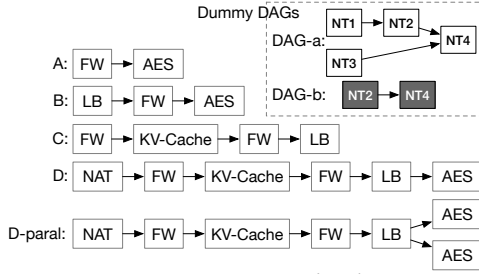 Dummy DAGs
DAG-a: NT1 NT2 NT4
NT3
DAG-b: NT2 NT4
A: FW AES
B: LB FW AES
C: FW KV-Cache FW LB
D: NAT FW KV-Cache FW LB AES
D-paral: NAT FW KV-Cache FW LB AES
AES